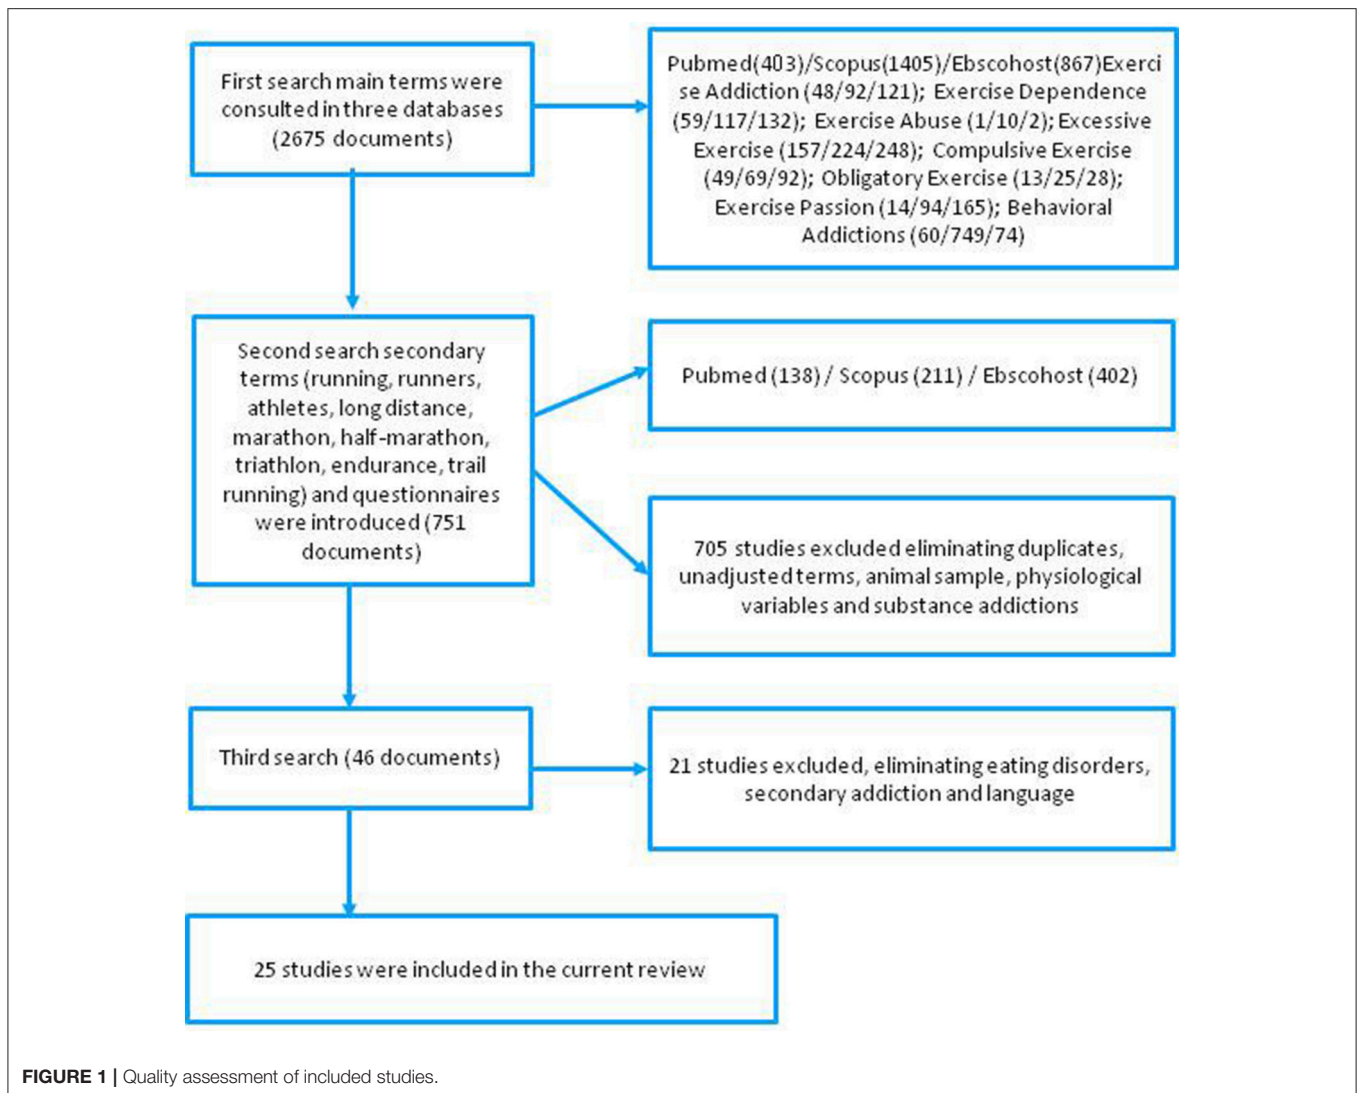 First search main terms were
consulted in three databases
(2675 documents)
Pubmed(403)/Scopus(1405)/Ebscohost(867)Exerci
se Addiction (48/92/121); Exercise Dependence
(59/117/132); Exercise Abuse (1/10/2); Excessive
Exercise (157/224/248); Compulsive Exercise
(49/69/92); Obligatory Exercise (13/25/28);
Exercise Passion (14/94/165); Behavioral
Addictions (60/749/74)
Second search secondary
terms (running, runners,
athletes, long distance,
marathon, half-marathon,
triathlon, endurance, trail
running) and questionnaires
were introduced (751
documents)
Pubmed (138) / Scopus (211) / Ebscohost (402)
705 studies excluded eliminating duplicates,
unadjusted terms, animal sample, physiological
variables and substance addictions
Third search (46 documents)
21 studies excluded, eliminating eating disorders,
secondary addiction and language
25 studies were included in the current review
FIGURE 1 | Quality assessment of included studies.